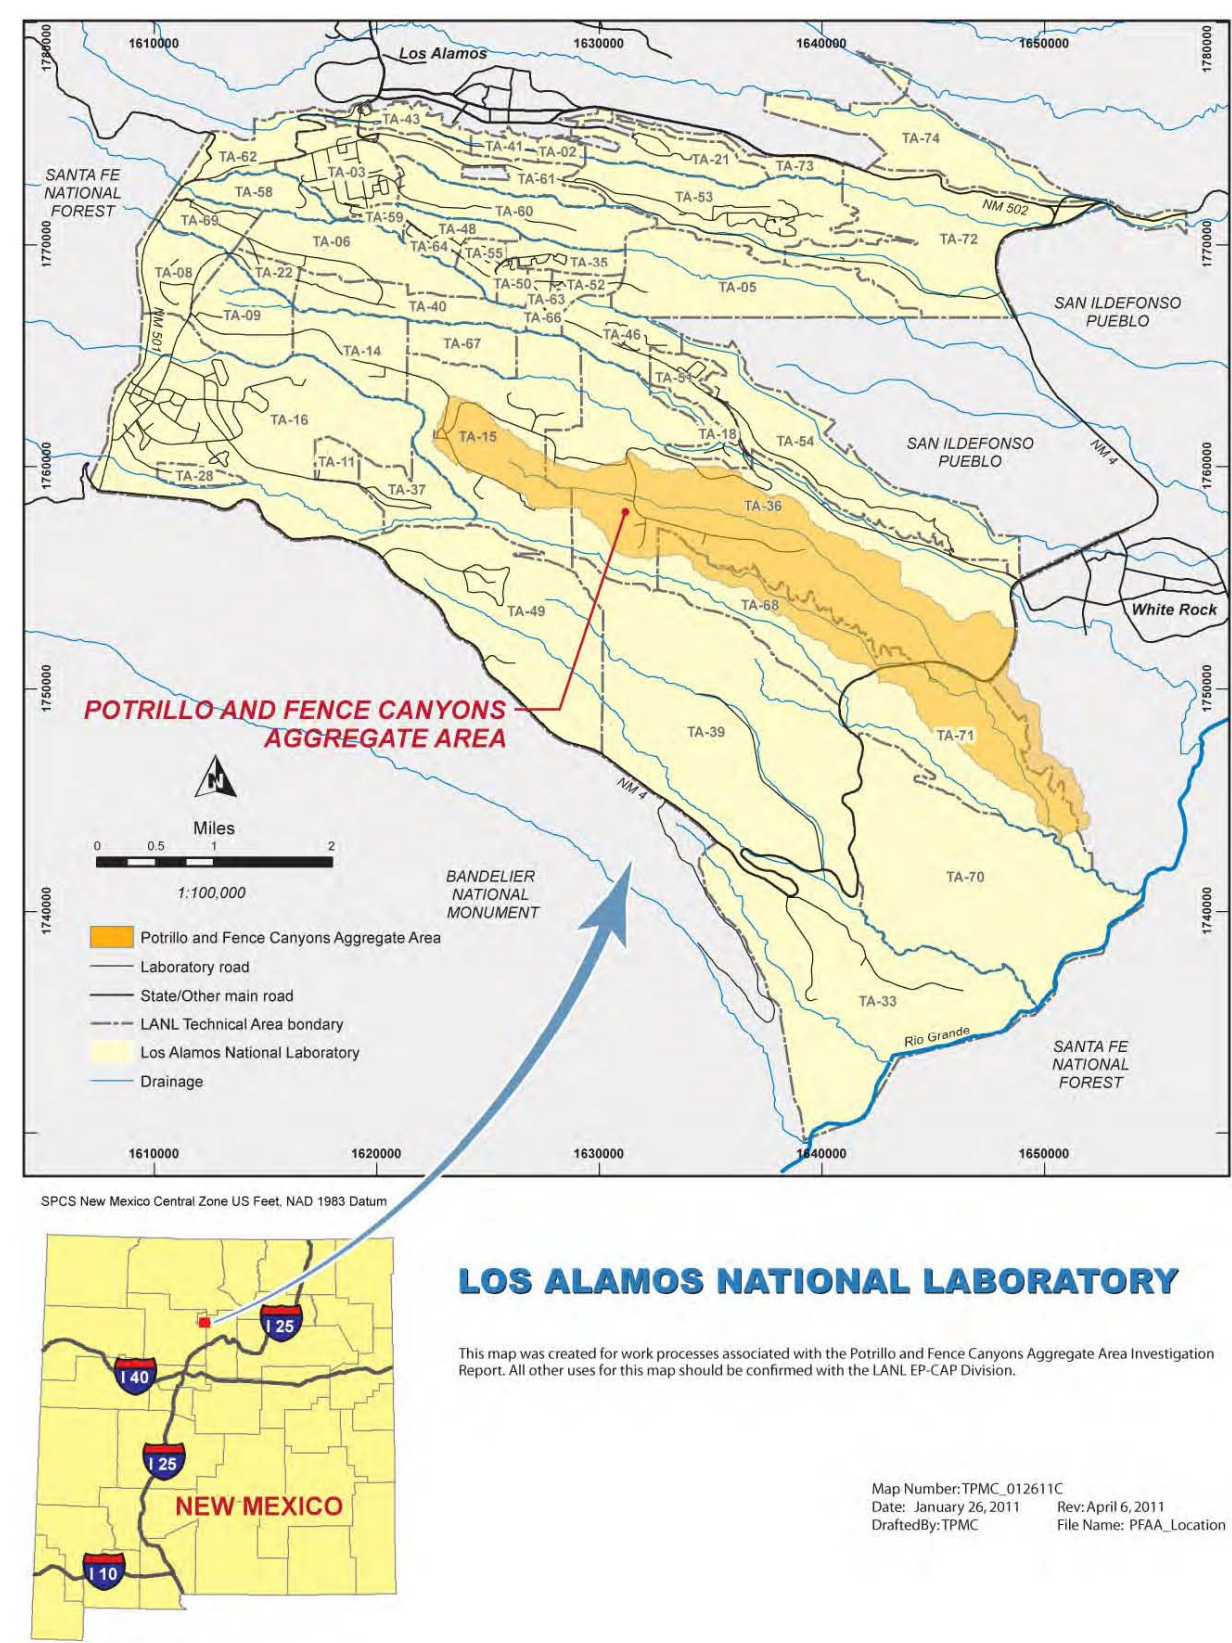 1610000
1630000
1640000
1650000
1780000
1780000
Los Alamos
TA-43
TA-74
TA-41
TA-02
TA-21
TA-73
TA-62
TA-03
TA-61
SANTA FE
NATIONAL
FOREST
TA-58
TA-53
TA-60
NM 502
TA-69
TA-59
TA-48
TA-06
TA-64
TA-72
1770000
1770000
TA-55
TA-35
TA-08
TA-22
TA-50
TA-52
TA-05
TA-63
TA-40
TA-09
TA-66
SAN ILDEFONSO
PUEBLO
NM 501
TA-46
TA-67
TA-14
TA-51
TA-16
TA-15
TA-18
TA-54
SAN ILDEFONSO
PUEBLO
NM 4
1760000
1760000
TA-11
TA-28
TA-37
TA-36
TA-49
TA-68
White Rock
1750000
1750000
POTRILLO AND FENCE CANYONS
AGGREGATE AREA
TA-39
TA-71
N
NM 4
Miles
0 0.5 1 2
1:100,000
BANDELIER
NATIONAL
MONUMENT
TA-70
1740000
1740000
Potrillo and Fence Canyons Aggregate Area
Laboratory road
State/Other main road
LANL Technical Area bondary
Los Alamos National Laboratory
Drainage
TA-33
Rio Grande
SANTA FE
NATIONAL
FOREST
1610000
1620000
1630000
1640000
1650000
SPCS New Mexico Central Zone US Feet, NAD 1983 Datum
I 25
I 40
I 25
NEW MEXICO
I 10
LOS ALAMOS NATIONAL LABORATORY
This map was created for work processes associated with the Potrillo and Fence Canyons Aggregate Area Investigation
Report. All other uses for this map should be confirmed with the LANL EP-CAP Division.
Map Number: TPMC_012611C
Date: January 26, 2011 Rev: April 6, 2011
DraftedBy: TPMC File Name: PFAA_Location